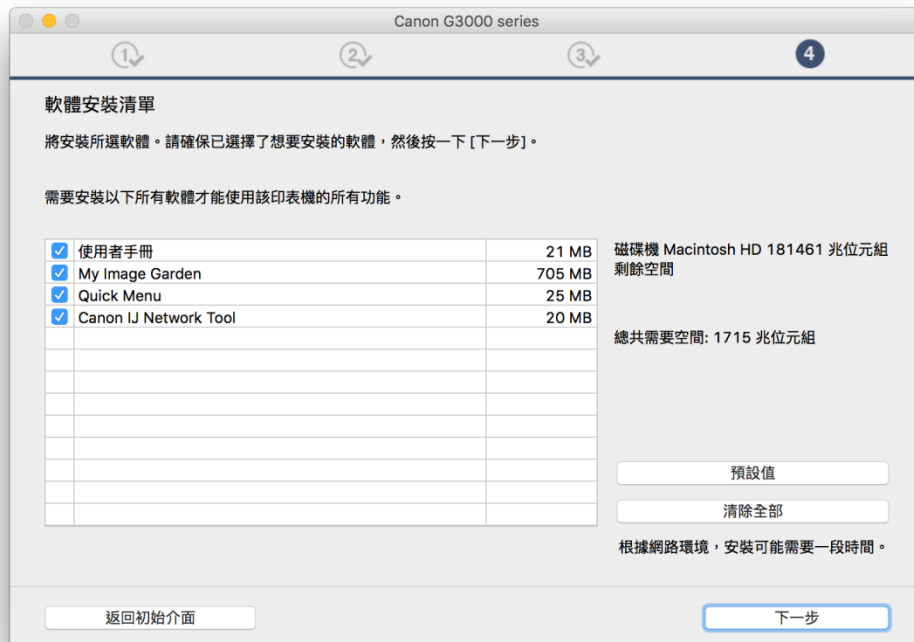 Canon G3000 series
1 2 3 4
軟體安裝清單
將安裝所選軟體。請確保已選擇了想要安裝的軟體，然後按一下 [下一步]。
需要安裝以下所有軟體才能使用該印表機的所有功能。
使用者手冊 21 MB
My Image Garden 705 MB
Quick Menu 25 MB
Canon IJ Network Tool 20 MB
磁碟機 Macintosh HD 181461 兆位元組
剩餘空間
總共需要空間: 1715 兆位元組
預設值
清除全部
根據網路環境，安裝可能需要一段時間。
返回初始介面
下一步